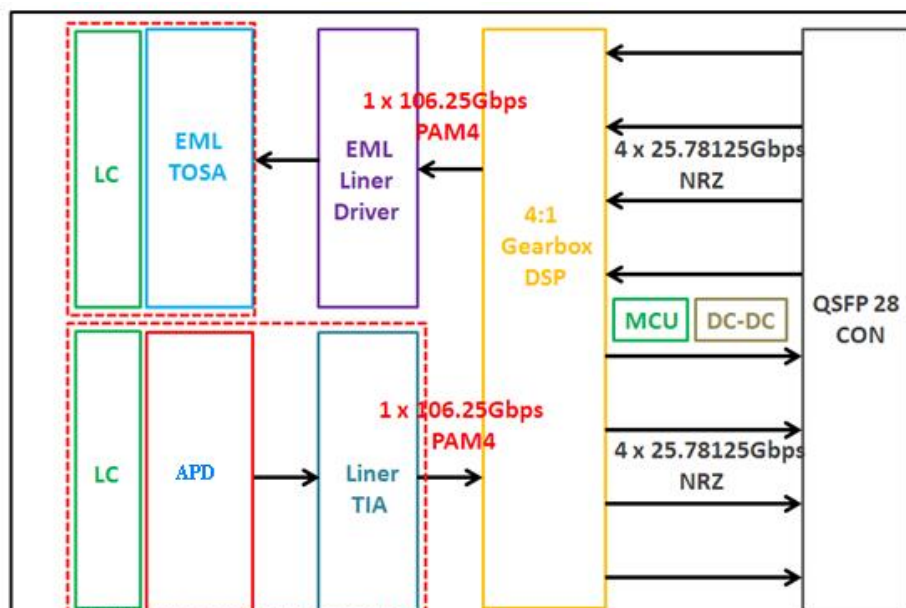 1 x 106.25Gbps
PAM4
LC
EML
TOSA
EML
Liner
Driver
4:1
Gearbox
DSP
4 x 25.78125Gbps
NRZ
MCU
DC-DC
QSFP 28
CON
1 x 106.25Gbps
PAM4
LC
APD
Liner
TIA
4 x 25.78125Gbps
NRZ